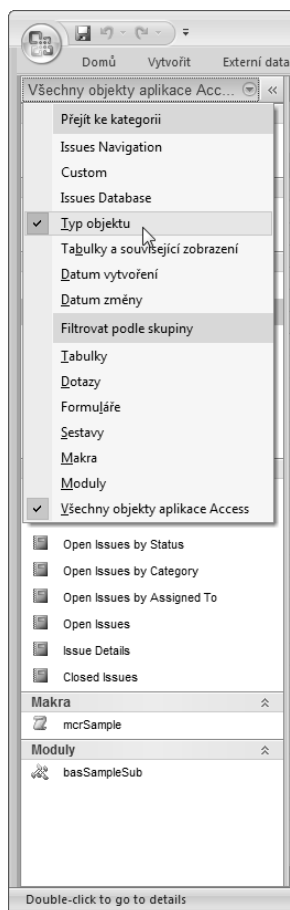 Domů Vytvořit Externí data
Všechny objekty aplikace Acc...
Přejít ke kategorii
Issues Navigation
Custom
Issues Database
Typ objektu
Tabulky a související zobrazení
Datum vytvoření
Datum změny
Filtrovat podle skupiny
Tabulky
Dotazy
Formuláře
Sestavy
Makra
Moduly
Všechny objekty aplikace Access
Open Issues by Status
Open Issues by Category
Open Issues by Assigned To
Open Issues
Issue Details
Closed Issues
Makra
mcrSample
Moduly
basSampleSub
Double-click to go to details